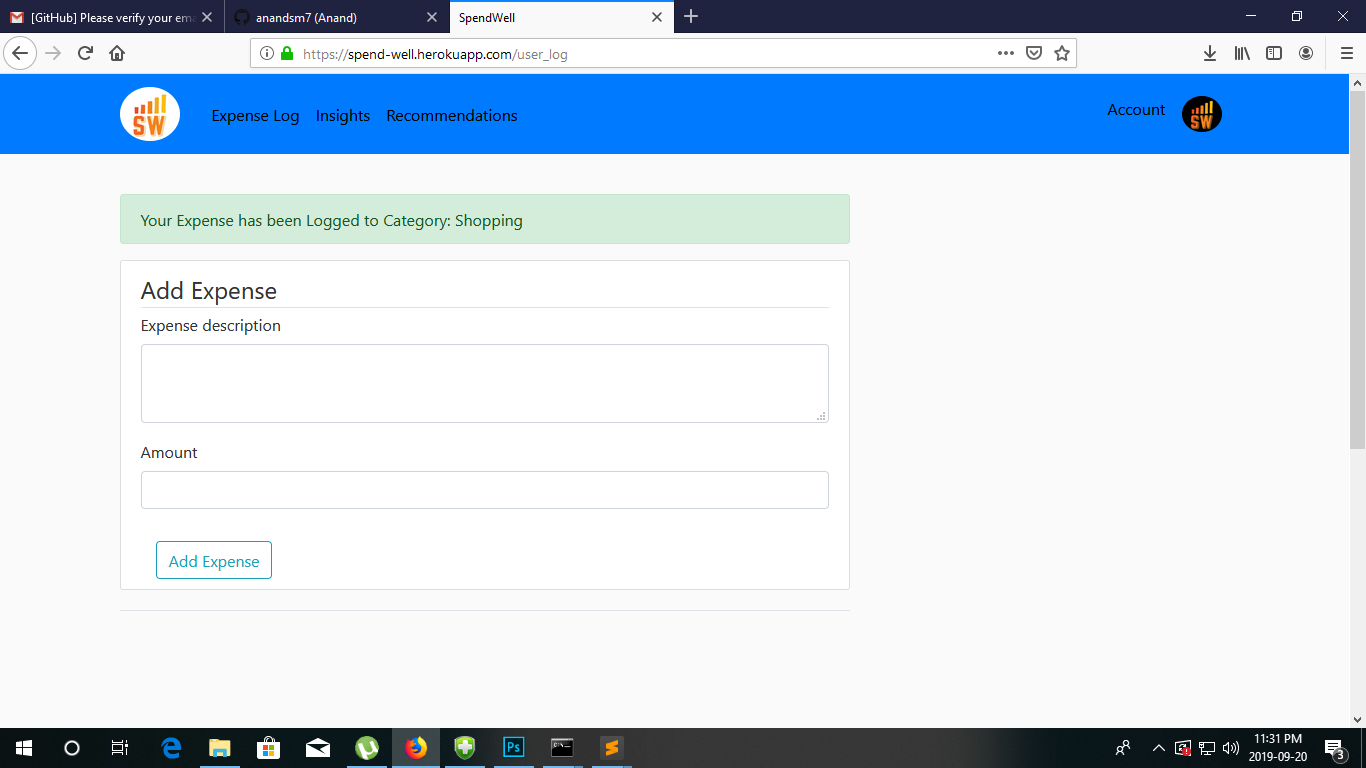 [GitHub] Please verify your ema
anandsm7 (Anand)
SpendWell
https://spend-well.herokuapp.com/user_log
SW
Expense Log
Insights
Recommendations
Account
SW
Your Expense has been Logged to Category: Shopping
Add Expense
Expense description
Amount
Add Expense
Ps
11:31 PM
2019-09-20
3